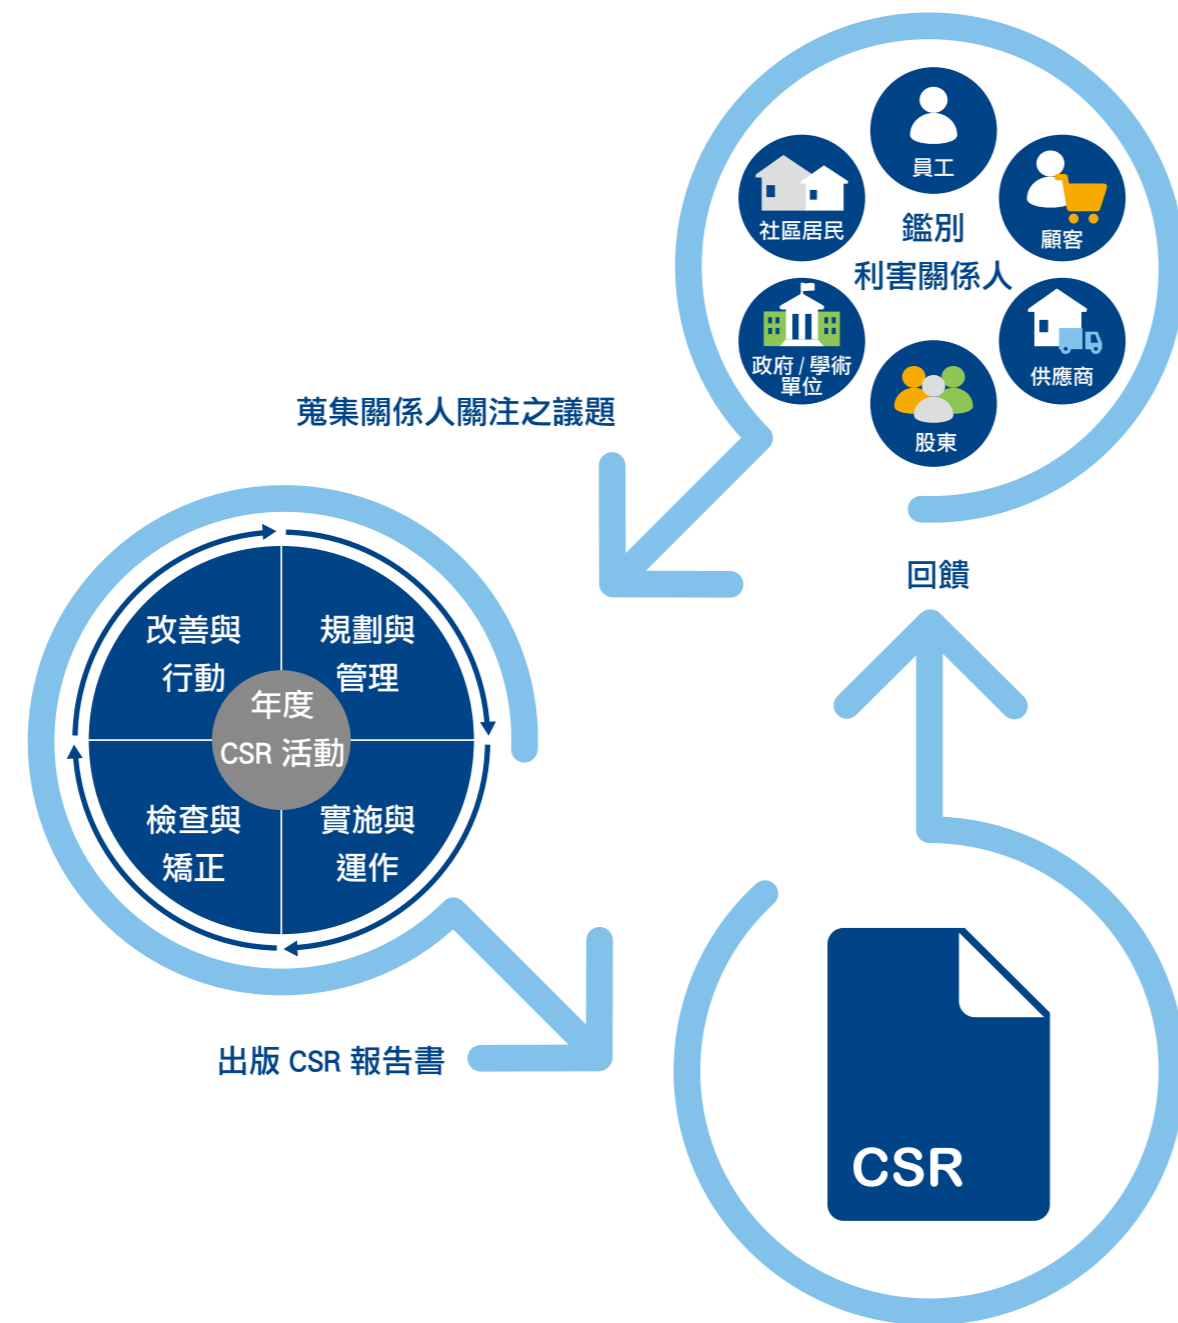 員工
顧客
供應商
股東
政府 / 學術
單位
社區居民
鑑別
利害關係人
蒐集關係人關注之議題
規劃與
管理
實施與
運作
檢查與
矯正
改善與
行動
年度
CSR 活動
出版 CSR 報告書
CSR
回饋